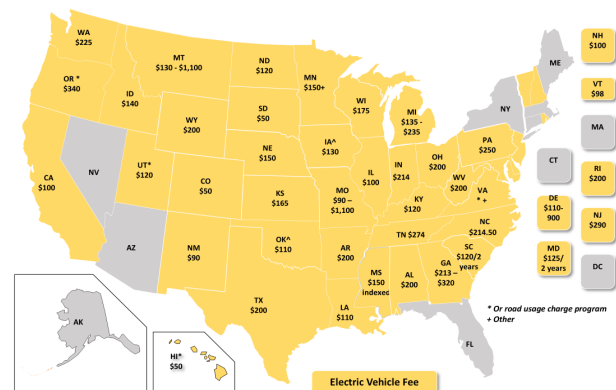 WA
$225
OR *
$340
CA
$100
NV
ID
$140
MT
$130 - $1,100
WY
$200
UT*
$120
AZ
CO
$50
NM
$90
ND
$120
SD
$50
NE
$150
KS
$165
OK^
$110
TX
$200
MN
$150+
IA^
$130
MO
$90 –
$1,100
AR
$200
LA
$110
WI
$175
IL
$100
MS
$150
indexed
MI
$135 -
$235
IN
$214
KY
$120
TN $274
AL
$200
OH
$200
WV
$200
GA
$213 –
$320
FL
SC
$120/2
years
NC
$214.50
VA
* +
PA
$250
NY
ME
NH
$100
VT
$98
MA
CT
RI
$200
DE
$110-
900
NJ
$290
MD
$125/
2 years
DC
AK
HI*
$50
* Or road usage charge program
+ Other
Electric Vehicle Fee